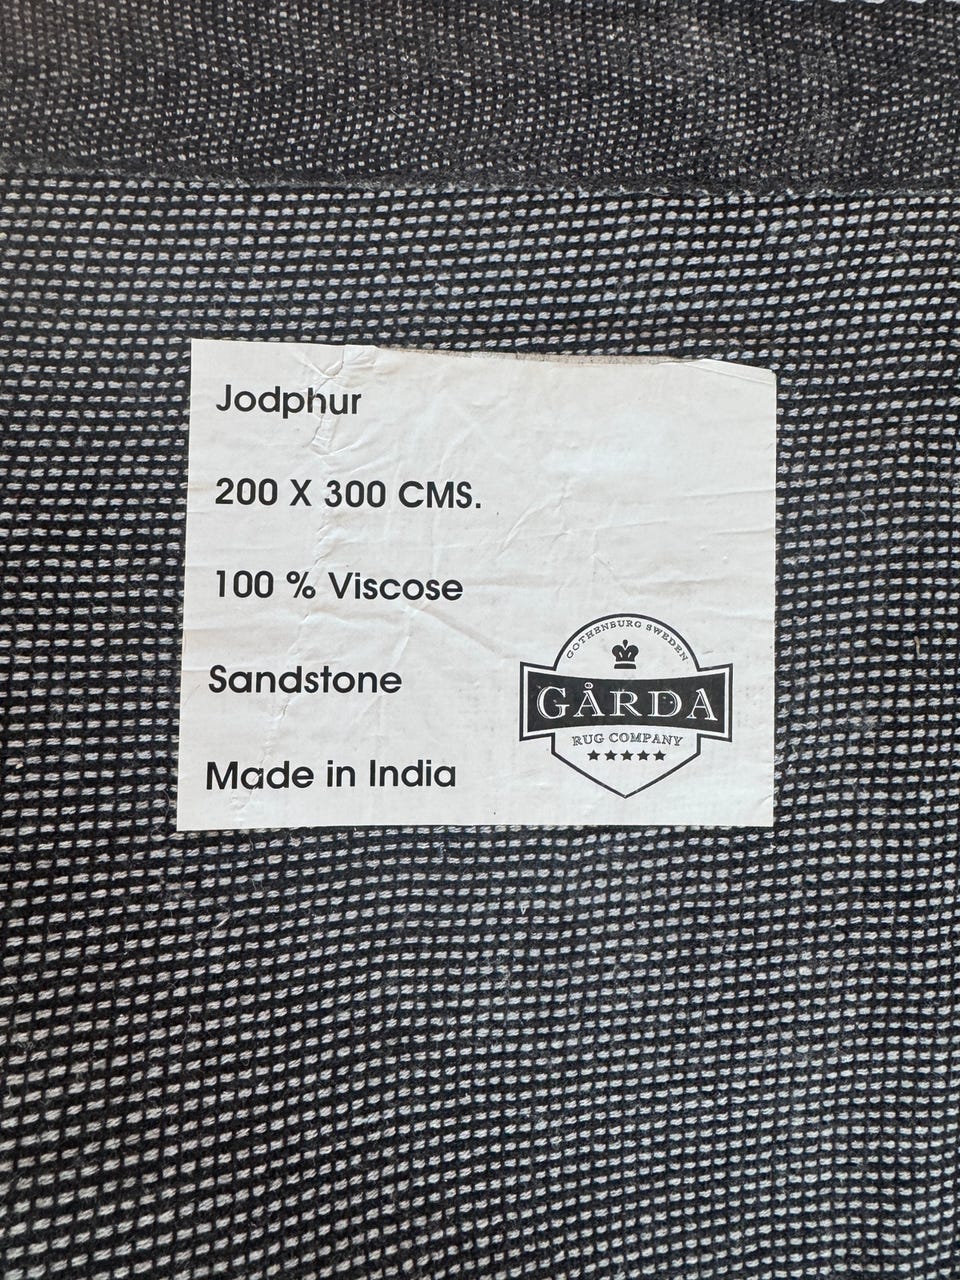 Jodphur
200 X 300 CMS.
100 % Viscose
Sandstone
Made in India
GOTHENBURG SWEDEN
GÅRDA
RUG COMPANY